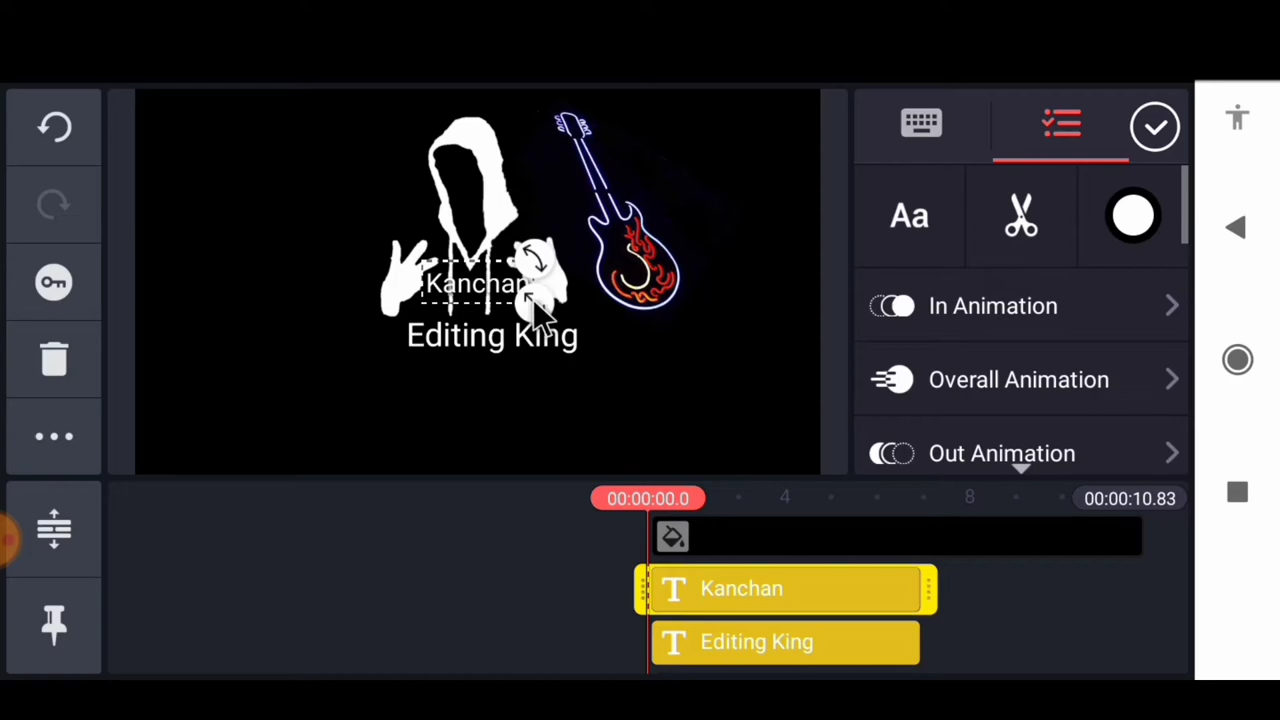 Kanchan
Editing King
Aa
In Animation
Overall Animation
Out Animation
00:00:00.0
4
8
00:00:10.83
T Kanchan
T Editing King